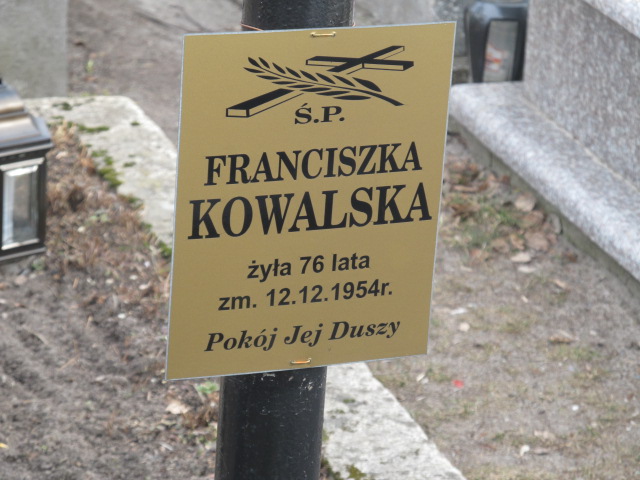 Ś.P.
FRANCISZKA
KOWALSKA
żyła 76 lata
zm. 12.12.1954r.
Pokój Jej Duszy